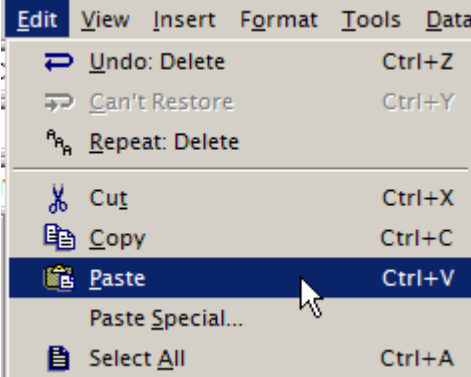 Edit View Insert Format Tools Data
Undo: Delete Ctrl+Z
Can't Restore Ctrl+Y
Repeat: Delete
Cut Ctrl+X
Copy Ctrl+C
Paste Ctrl+V
Paste Special...
Select All Ctrl+A